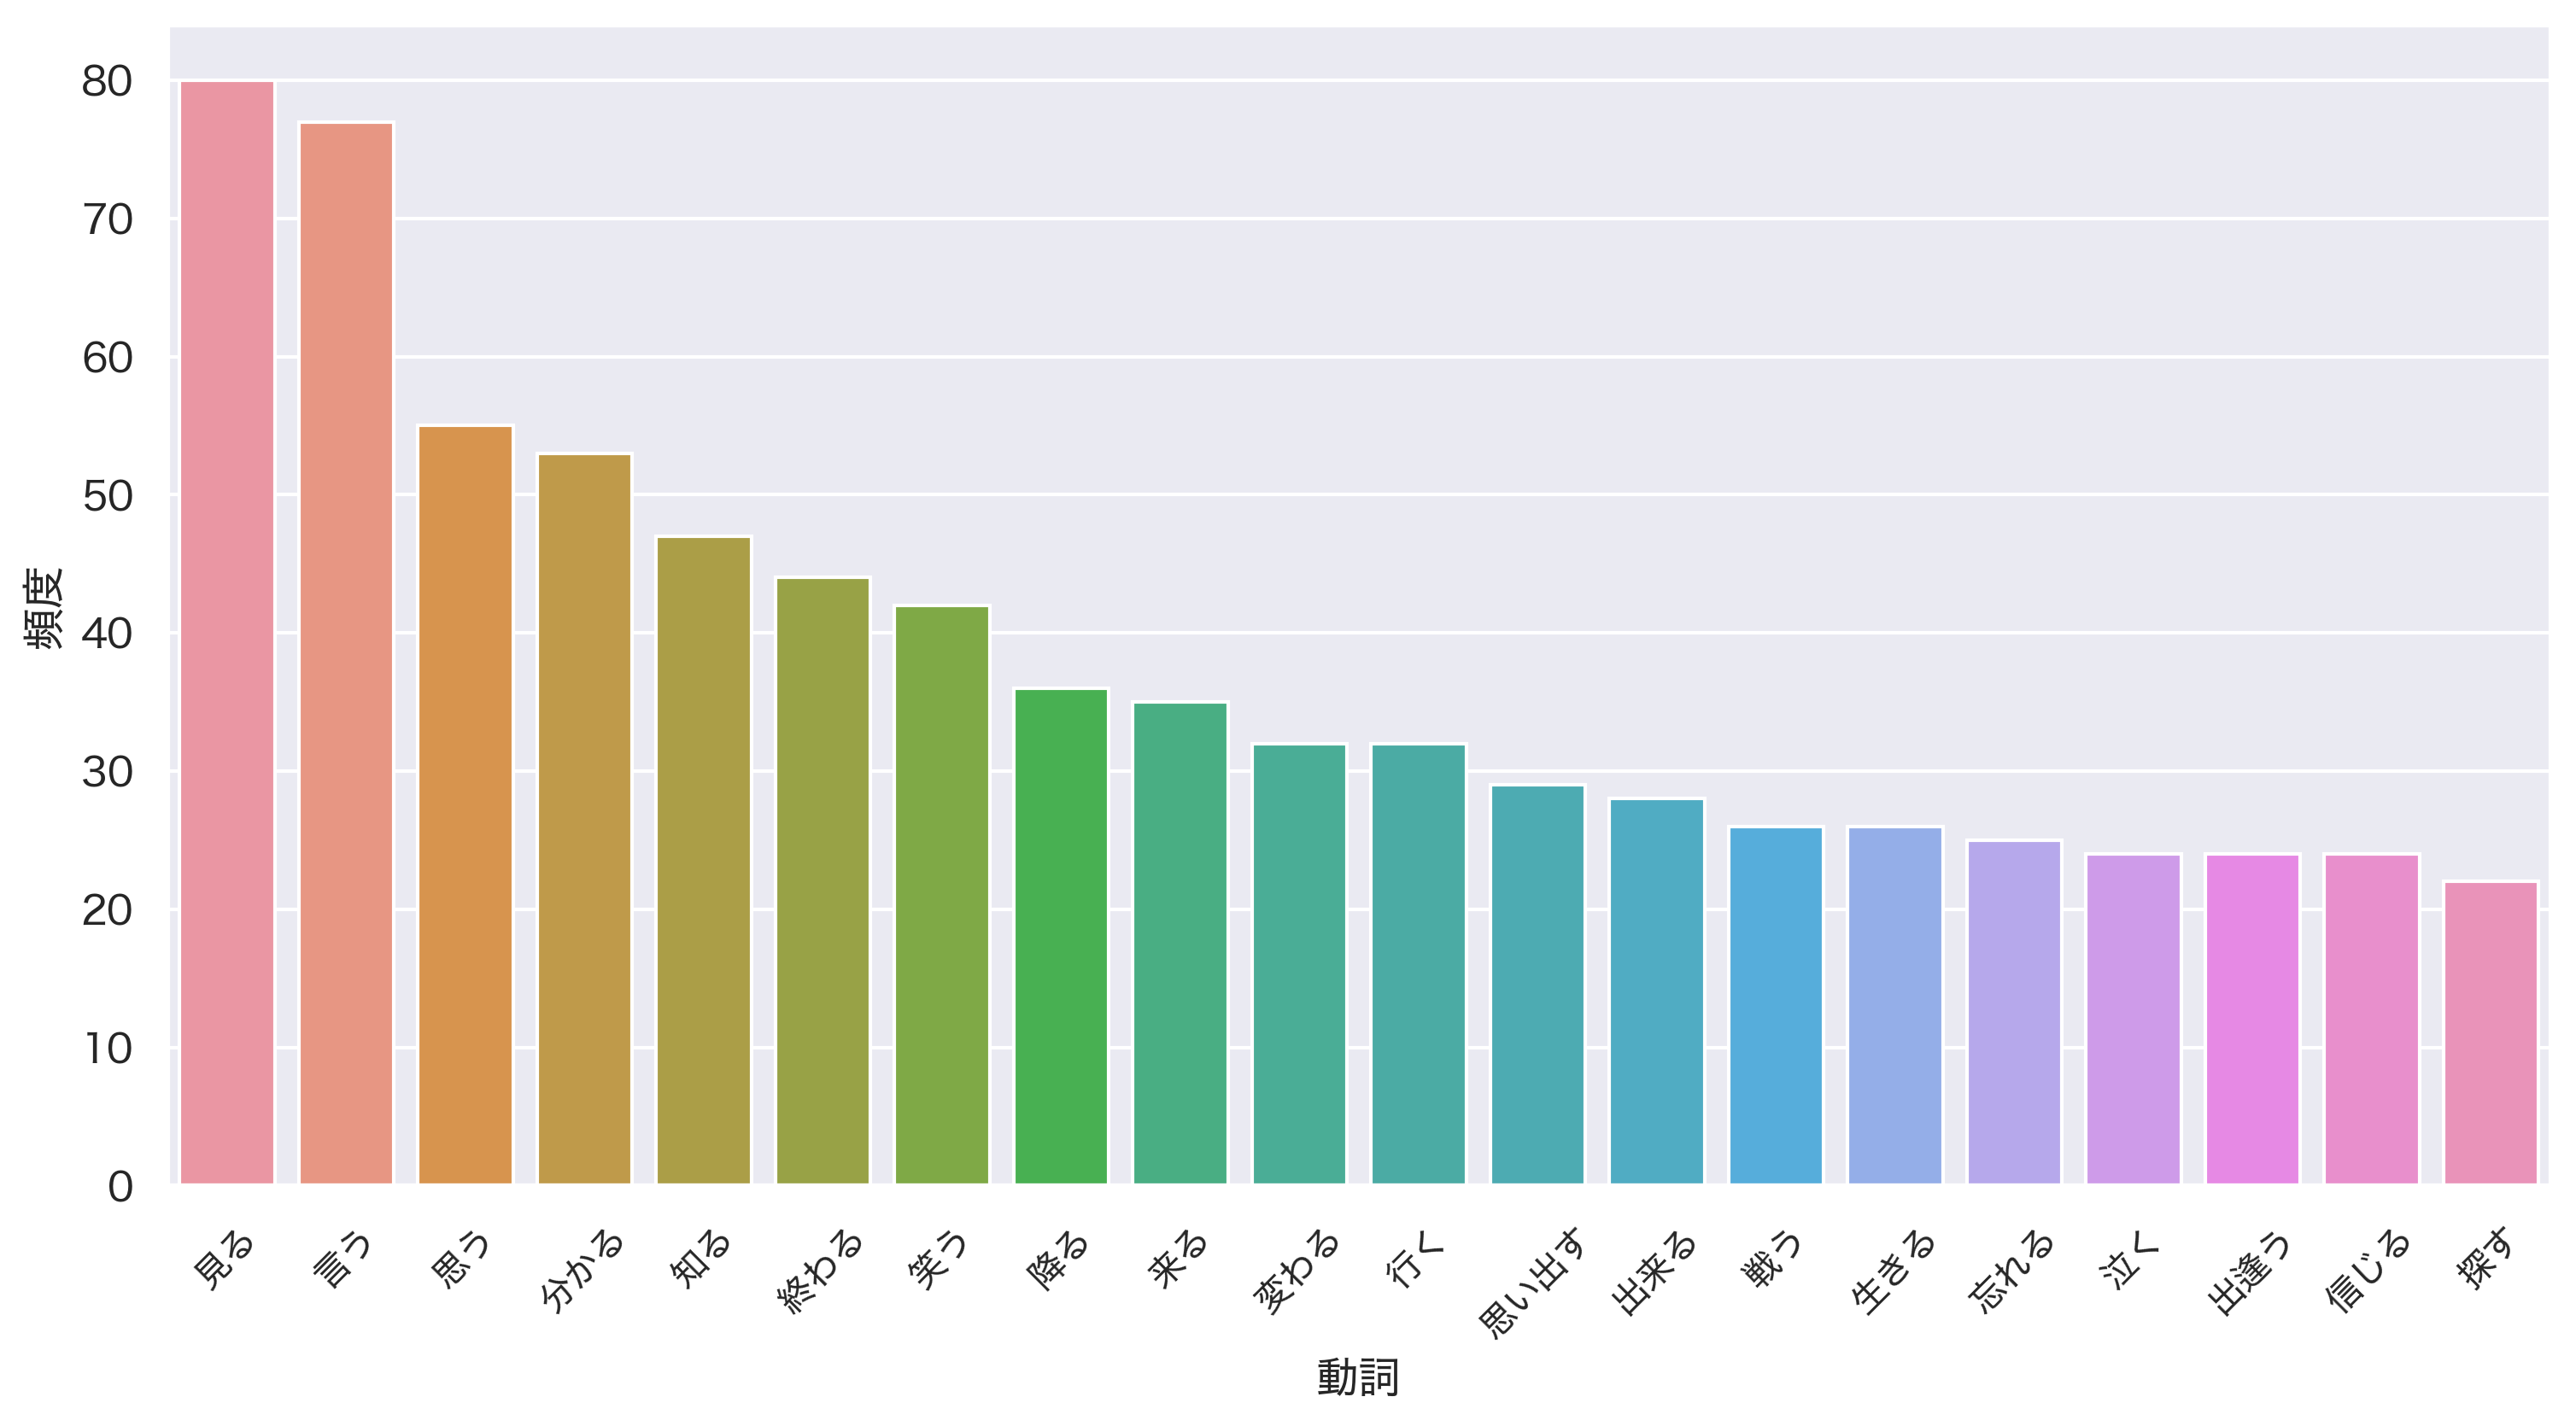 80
70
60
50
40
30
20
10
0
頻度
見る
言う
思う
分かる
知る
終わる
笑う
降る
来る
変わる
行く
思い出す
出来る
戦う
生きる
忘れる
泣く
出逢う
信じる
探す
動詞